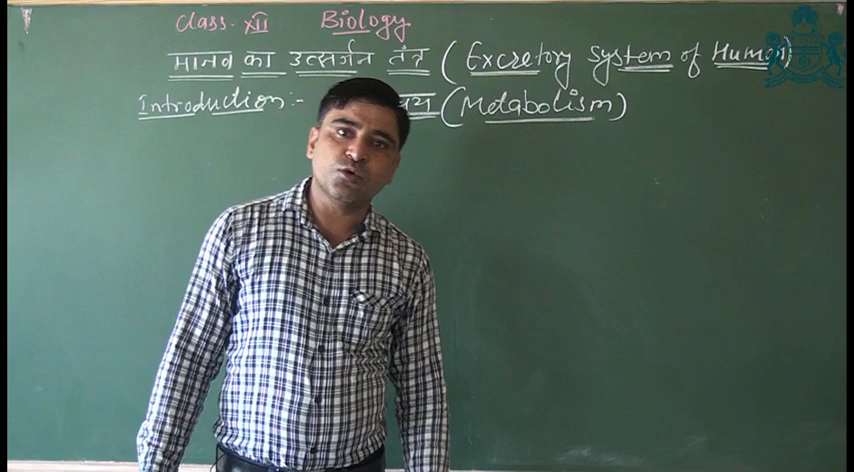 Class - XII Biology
मानव का उत्सर्जन तंत्र (Excretory System of Human)
Introduction :- (Metabolism)